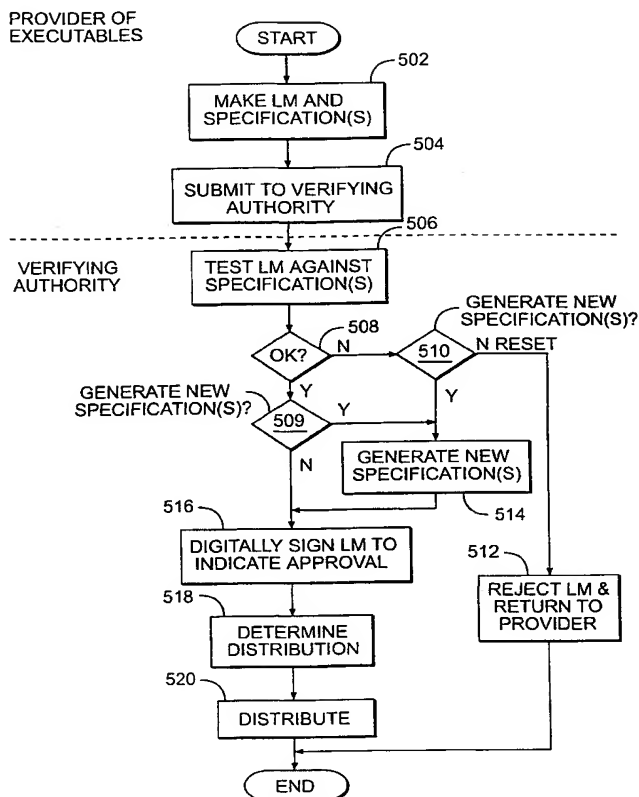 PROVIDER OF
EXECUTABLES
START
502
MAKE LM AND
SPECIFICATION(S)
504
SUBMIT TO VERIFYING
AUTHORITY
506
VERIFYING
AUTHORITY
TEST LM AGAINST
SPECIFICATION(S)
GENERATE NEW
SPECIFICATION(S)?
508
OK?
N
510
N RESET
Y
Y
GENERATE NEW
SPECIFICATION(S)?
509
Y
N
GENERATE NEW
SPECIFICATION(S)
514
516
DIGITALLY SIGN LM TO
INDICATE APPROVAL
512
REJECT LM &
RETURN TO
PROVIDER
518
DETERMINE
DISTRIBUTION
520
DISTRIBUTE
END